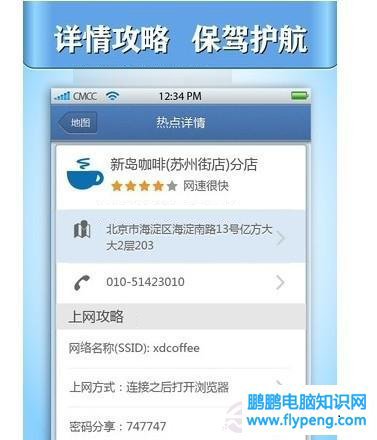 详情攻略 保驾护航
CMCC 12:34 PM
地图 热点详情
新岛咖啡(苏州街店)分店
网速很快
北京市海淀区海淀南路13号亿方大
大2层203
010-51423010
上网攻略
网络名称(SSID): xdcoffee
上网方式：连接之后打开浏览器
密码分享：747747
鹏鹏电脑知识网
www.flypeng.com